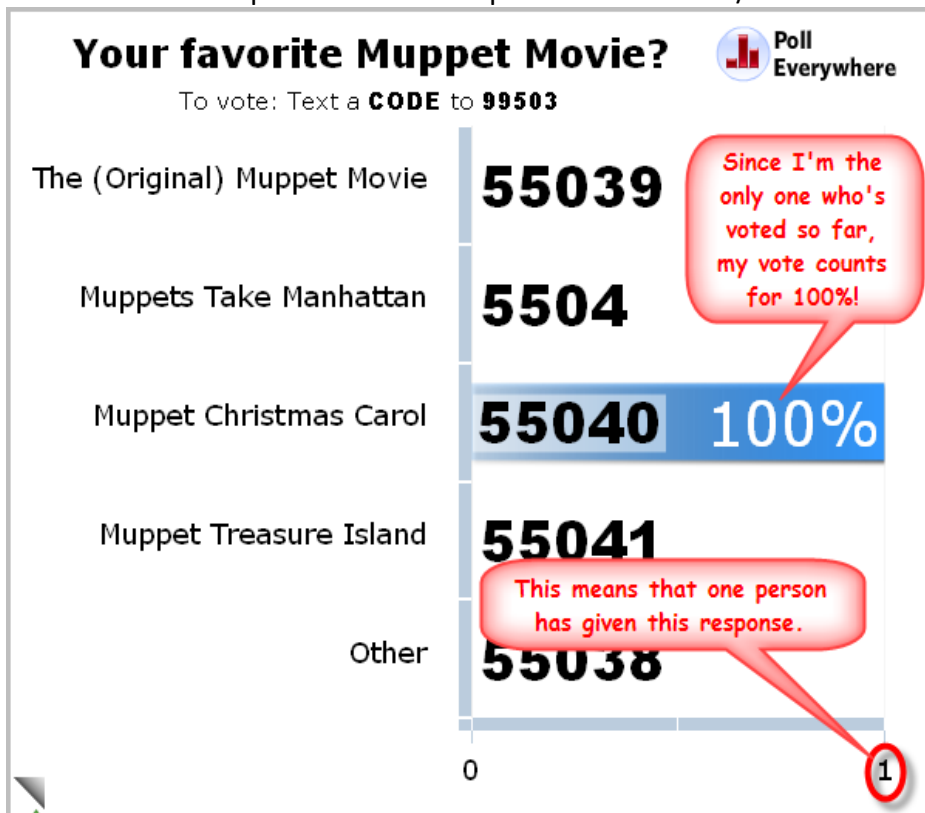 Your favorite Muppet Movie?
Poll
Everywhere
To vote: Text a CODE to 99503
The (Original) Muppet Movie
55039
Since I'm the
only one who's
voted so far,
my vote counts
for 100%!
Muppets Take Manhattan
5504
Muppet Christmas Carol
55040
100%
Muppet Treasure Island
55041
This means that one person
has given this response.
Other
55038
0
1